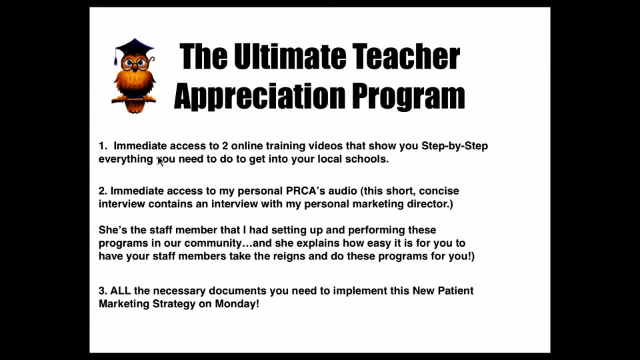 The Ultimate Teacher
Appreciation Program
1. Immediate access to 2 online training videos that show you Step-by-Step
everything you need to do to get into your local schools.
2. Immediate access to my personal PRCA's audio (this short, concise
interview contains an interview with my personal marketing director.)
She's the staff member that I had setting up and performing these
programs in our community...and she explains how easy it is for you to
have your staff members take the reigns and do these programs for you!)
3. ALL the necessary documents you need to implement this New Patient
Marketing Strategy on Monday!